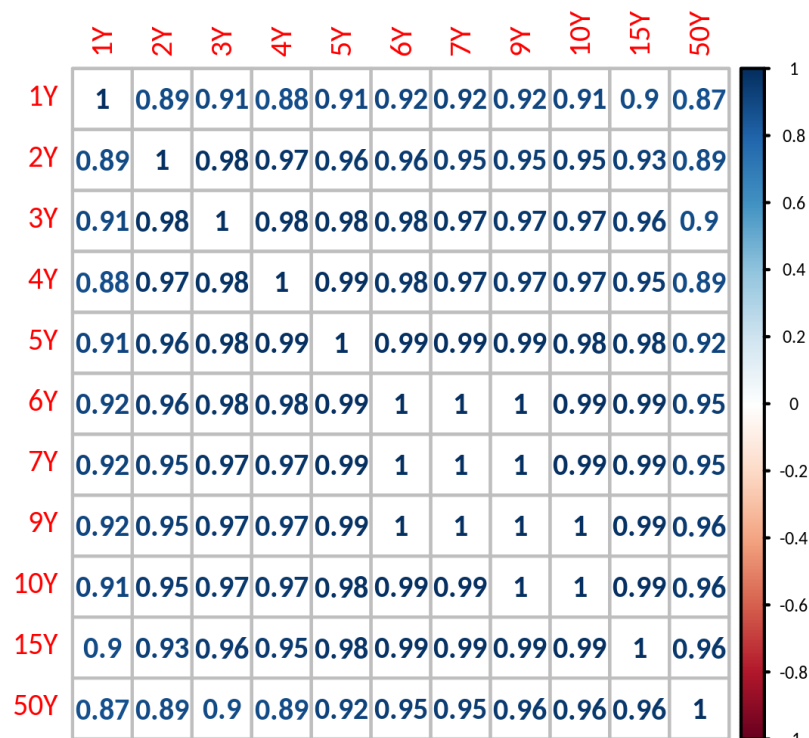 1Y 2Y 3Y 4Y 5Y 6Y 7Y 9Y 10Y 15Y 50Y
1Y 1 0.89 0.91 0.88 0.91 0.92 0.92 0.92 0.91 0.9 0.87
2Y 0.89 1 0.98 0.97 0.96 0.96 0.95 0.95 0.95 0.93 0.89
3Y 0.91 0.98 1 0.98 0.98 0.98 0.97 0.97 0.97 0.96 0.9
4Y 0.88 0.97 0.98 1 0.99 0.98 0.97 0.97 0.97 0.95 0.89
5Y 0.91 0.96 0.98 0.99 1 0.99 0.99 0.99 0.98 0.98 0.92
6Y 0.92 0.96 0.98 0.98 0.99 1 1 1 0.99 0.99 0.95
7Y 0.92 0.95 0.97 0.97 0.99 1 1 1 0.99 0.99 0.95
9Y 0.92 0.95 0.97 0.97 0.99 1 1 1 1 0.99 0.96
10Y 0.91 0.95 0.97 0.97 0.98 0.99 0.99 1 1 0.99 0.96
15Y 0.9 0.93 0.96 0.95 0.98 0.99 0.99 0.99 0.99 1 0.96
50Y 0.87 0.89 0.9 0.89 0.92 0.95 0.95 0.96 0.96 0.96 1
1
0.8
0.6
0.4
0.2
0
-0.2
-0.4
-0.6
-0.8
-1